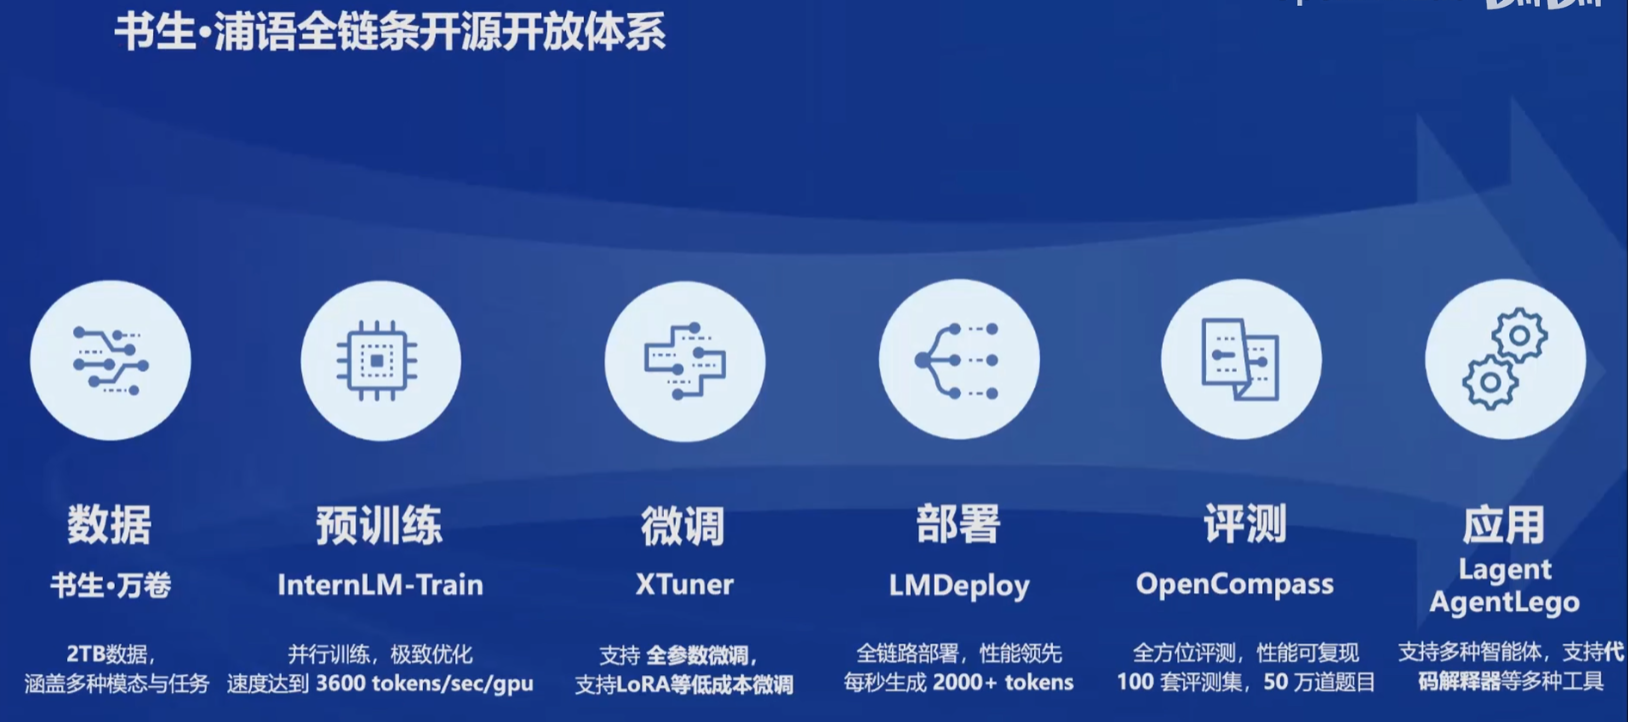 书生·浦语全链条开源开放体系
数据
书生·万卷
2TB数据，
涵盖多种模态与任务
预训练
InternLM-Train
并行训练，极致优化
速度达到 3600 tokens/sec/gpu
微调
XTuner
支持 全参数微调，
支持LoRA等低成本微调
部署
LMDeploy
全链路部署，性能领先
每秒生成 2000+ tokens
评测
OpenCompass
全方位评测，性能可复现
100 套评测集，50 万道题目
应用
Lagent
AgentLego
支持多种智能体，支持代
码解释器等多种工具